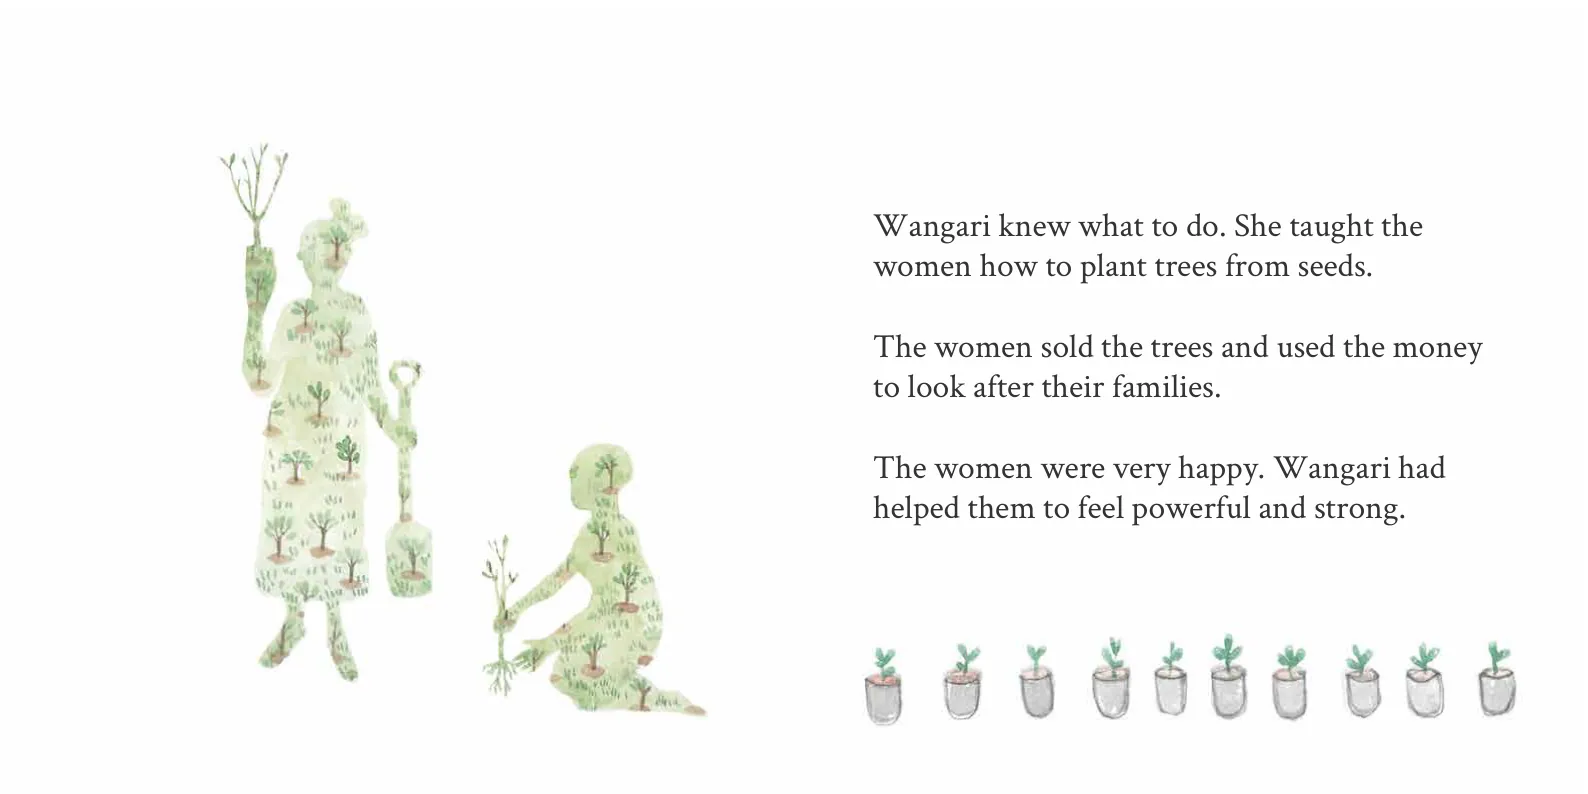 Wangari knew what to do. She taught the
women how to plant trees from seeds.
The women sold the trees and used the money
to look after their families.
The women were very happy. Wangari had
helped them to feel powerful and strong.